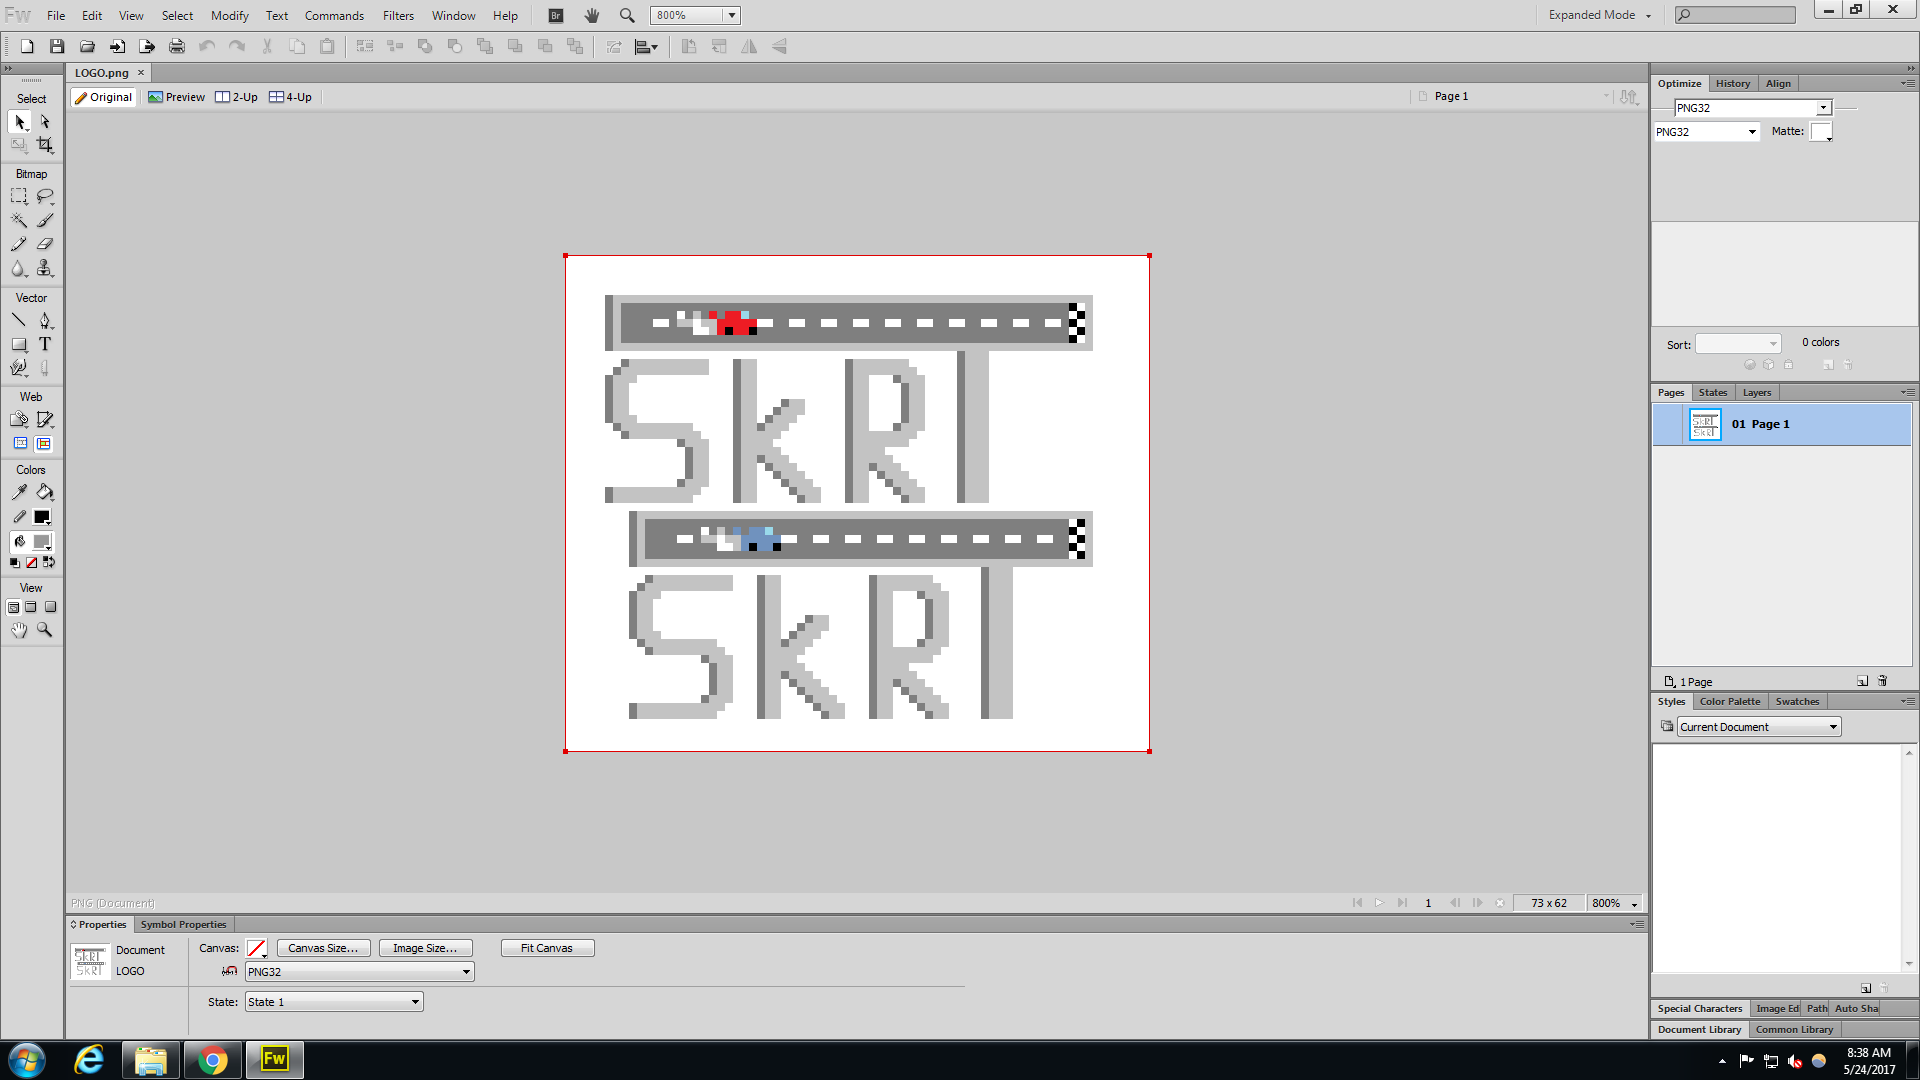 Fw File Edit View Select Modify Text Commands Filters Window Help Br 800% Expanded Mode
LOGO.png ×
Original Preview 2-Up 4-Up Page 1
Optimize History Align
PNG32
PNG32 Matte:
Sort: 0 colors
Pages States Layers
01 Page 1
1 Page
Styles Color Palette Swatches
Current Document
Special Characters Image Ed Path Auto Sha
Document Library Common Library
Select
Bitmap
Vector
T
Web
Colors
View
SkRT
SkRT
PNG (Document) 1 73 x 62 800%
Properties Symbol Properties
Document
LOGO
Canvas: Canvas Size... Image Size... Fit Canvas
PNG32
State: State 1
Fw
8:38 AM
5/24/2017